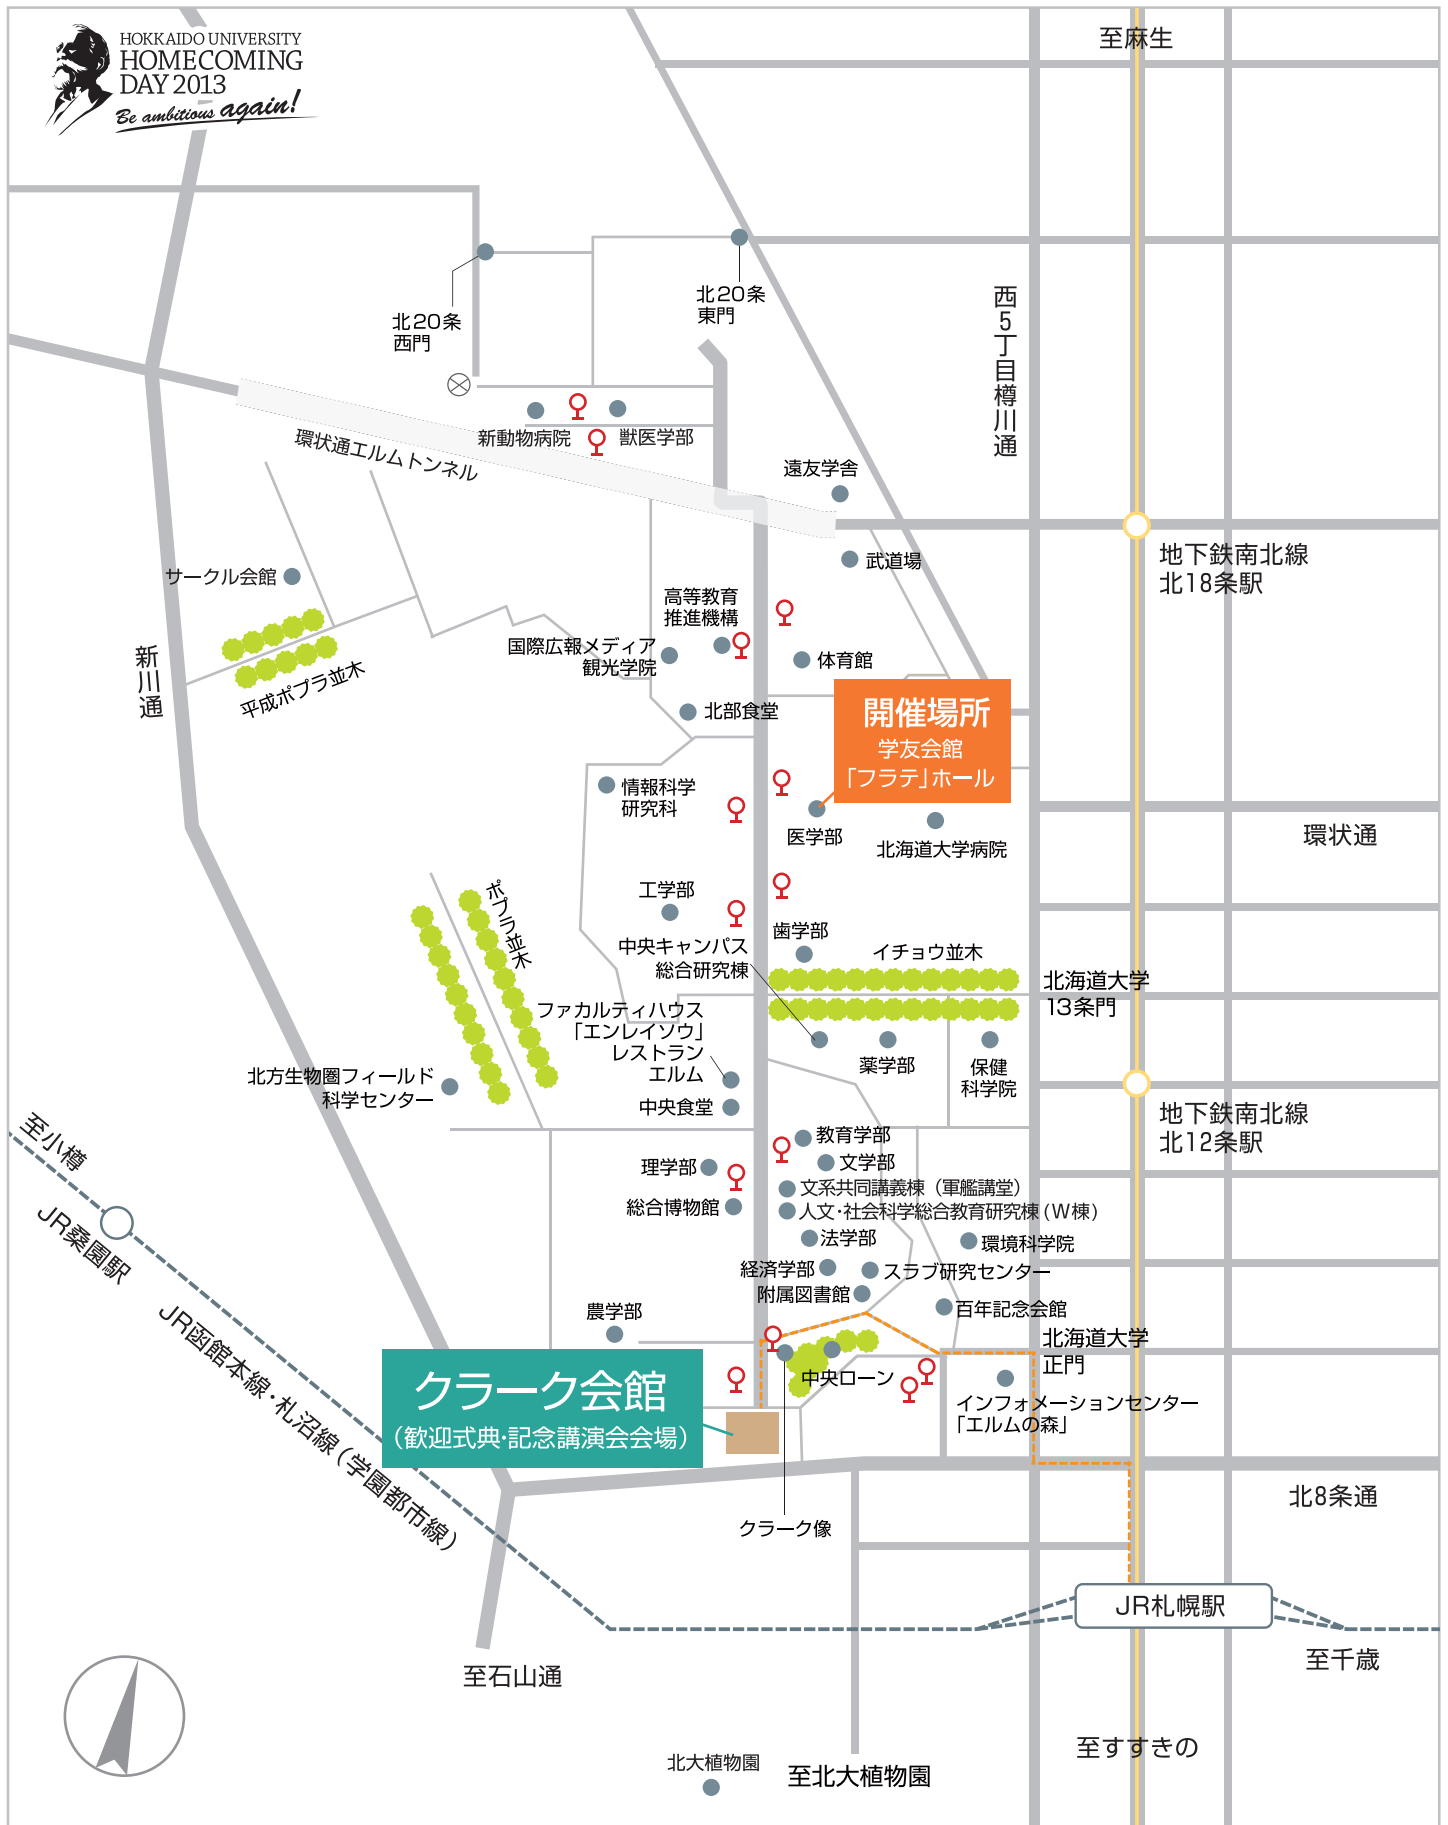 HOKKAIDO UNIVERSITY
HOMECOMING
DAY 2013
Be ambitious again!
至麻生
北20条
西門
北20条
東門
西5丁目樽川通
新動物病院
獣医学部
環状通エルムトンネル
遠友学舎
武道場
地下鉄南北線
北18条駅
サークル会館
高等教育
推進機構
国際広報メディア
観光学院
体育館
新川通
平成ポプラ並木
北部食堂
開催場所
学友会館
「フラテ」ホール
情報科学
研究科
医学部
北海道大学病院
環状通
工学部
ポプラ並木
歯学部
中央キャンパス
総合研究棟
イチョウ並木
北海道大学
13条門
ファカルティハウス
「エンレイソウ」
レストラン
エルム
薬学部
保健
科学院
北方生物圏フィールド
科学センター
中央食堂
地下鉄南北線
北12条駅
至小樽
教育学部
文学部
理学部
文系共同講義棟（軍艦講堂）
総合博物館
人文・社会科学総合教育研究棟(W棟)
JR桑園駅
法学部
環境科学院
経済学部
スラブ研究センター
附属図書館
百年記念会館
農学部
北海道大学
正門
JR函館本線・札沼線（学園都市線）
クラーク会館
（歓迎式典・記念講演会会場）
中央ローン
インフォメーションセンター
「エルムの森」
北8条通
クラーク像
JR札幌駅
至千歳
至石山通
至すすきの
北大植物園
至北大植物園